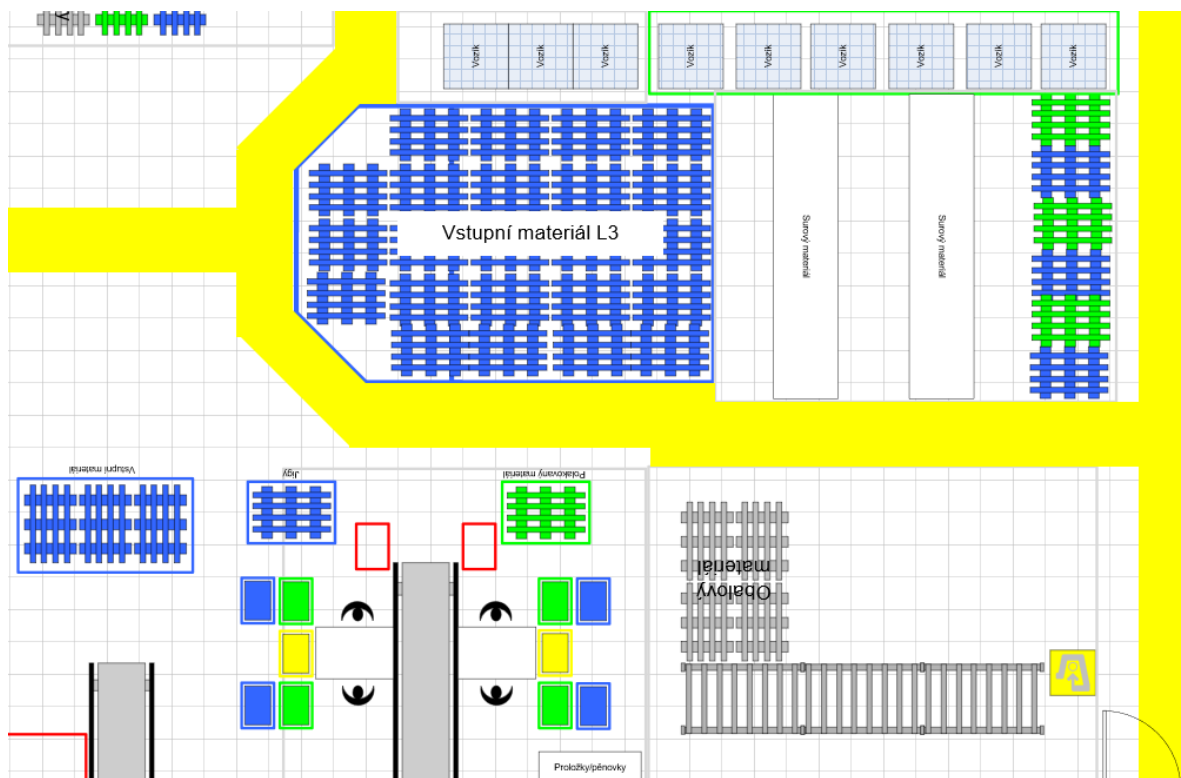 Vozík
Vozík
Vozík
Vozík
Vozík
Vozík
Vozík
Vozík
Vozík
Vstupní materiál L3
Surový materiál
Surový materiál
Vstupní materiál
Jigy
Polakovaný materiál
Obalový
materiál
Proložky/pěnovky